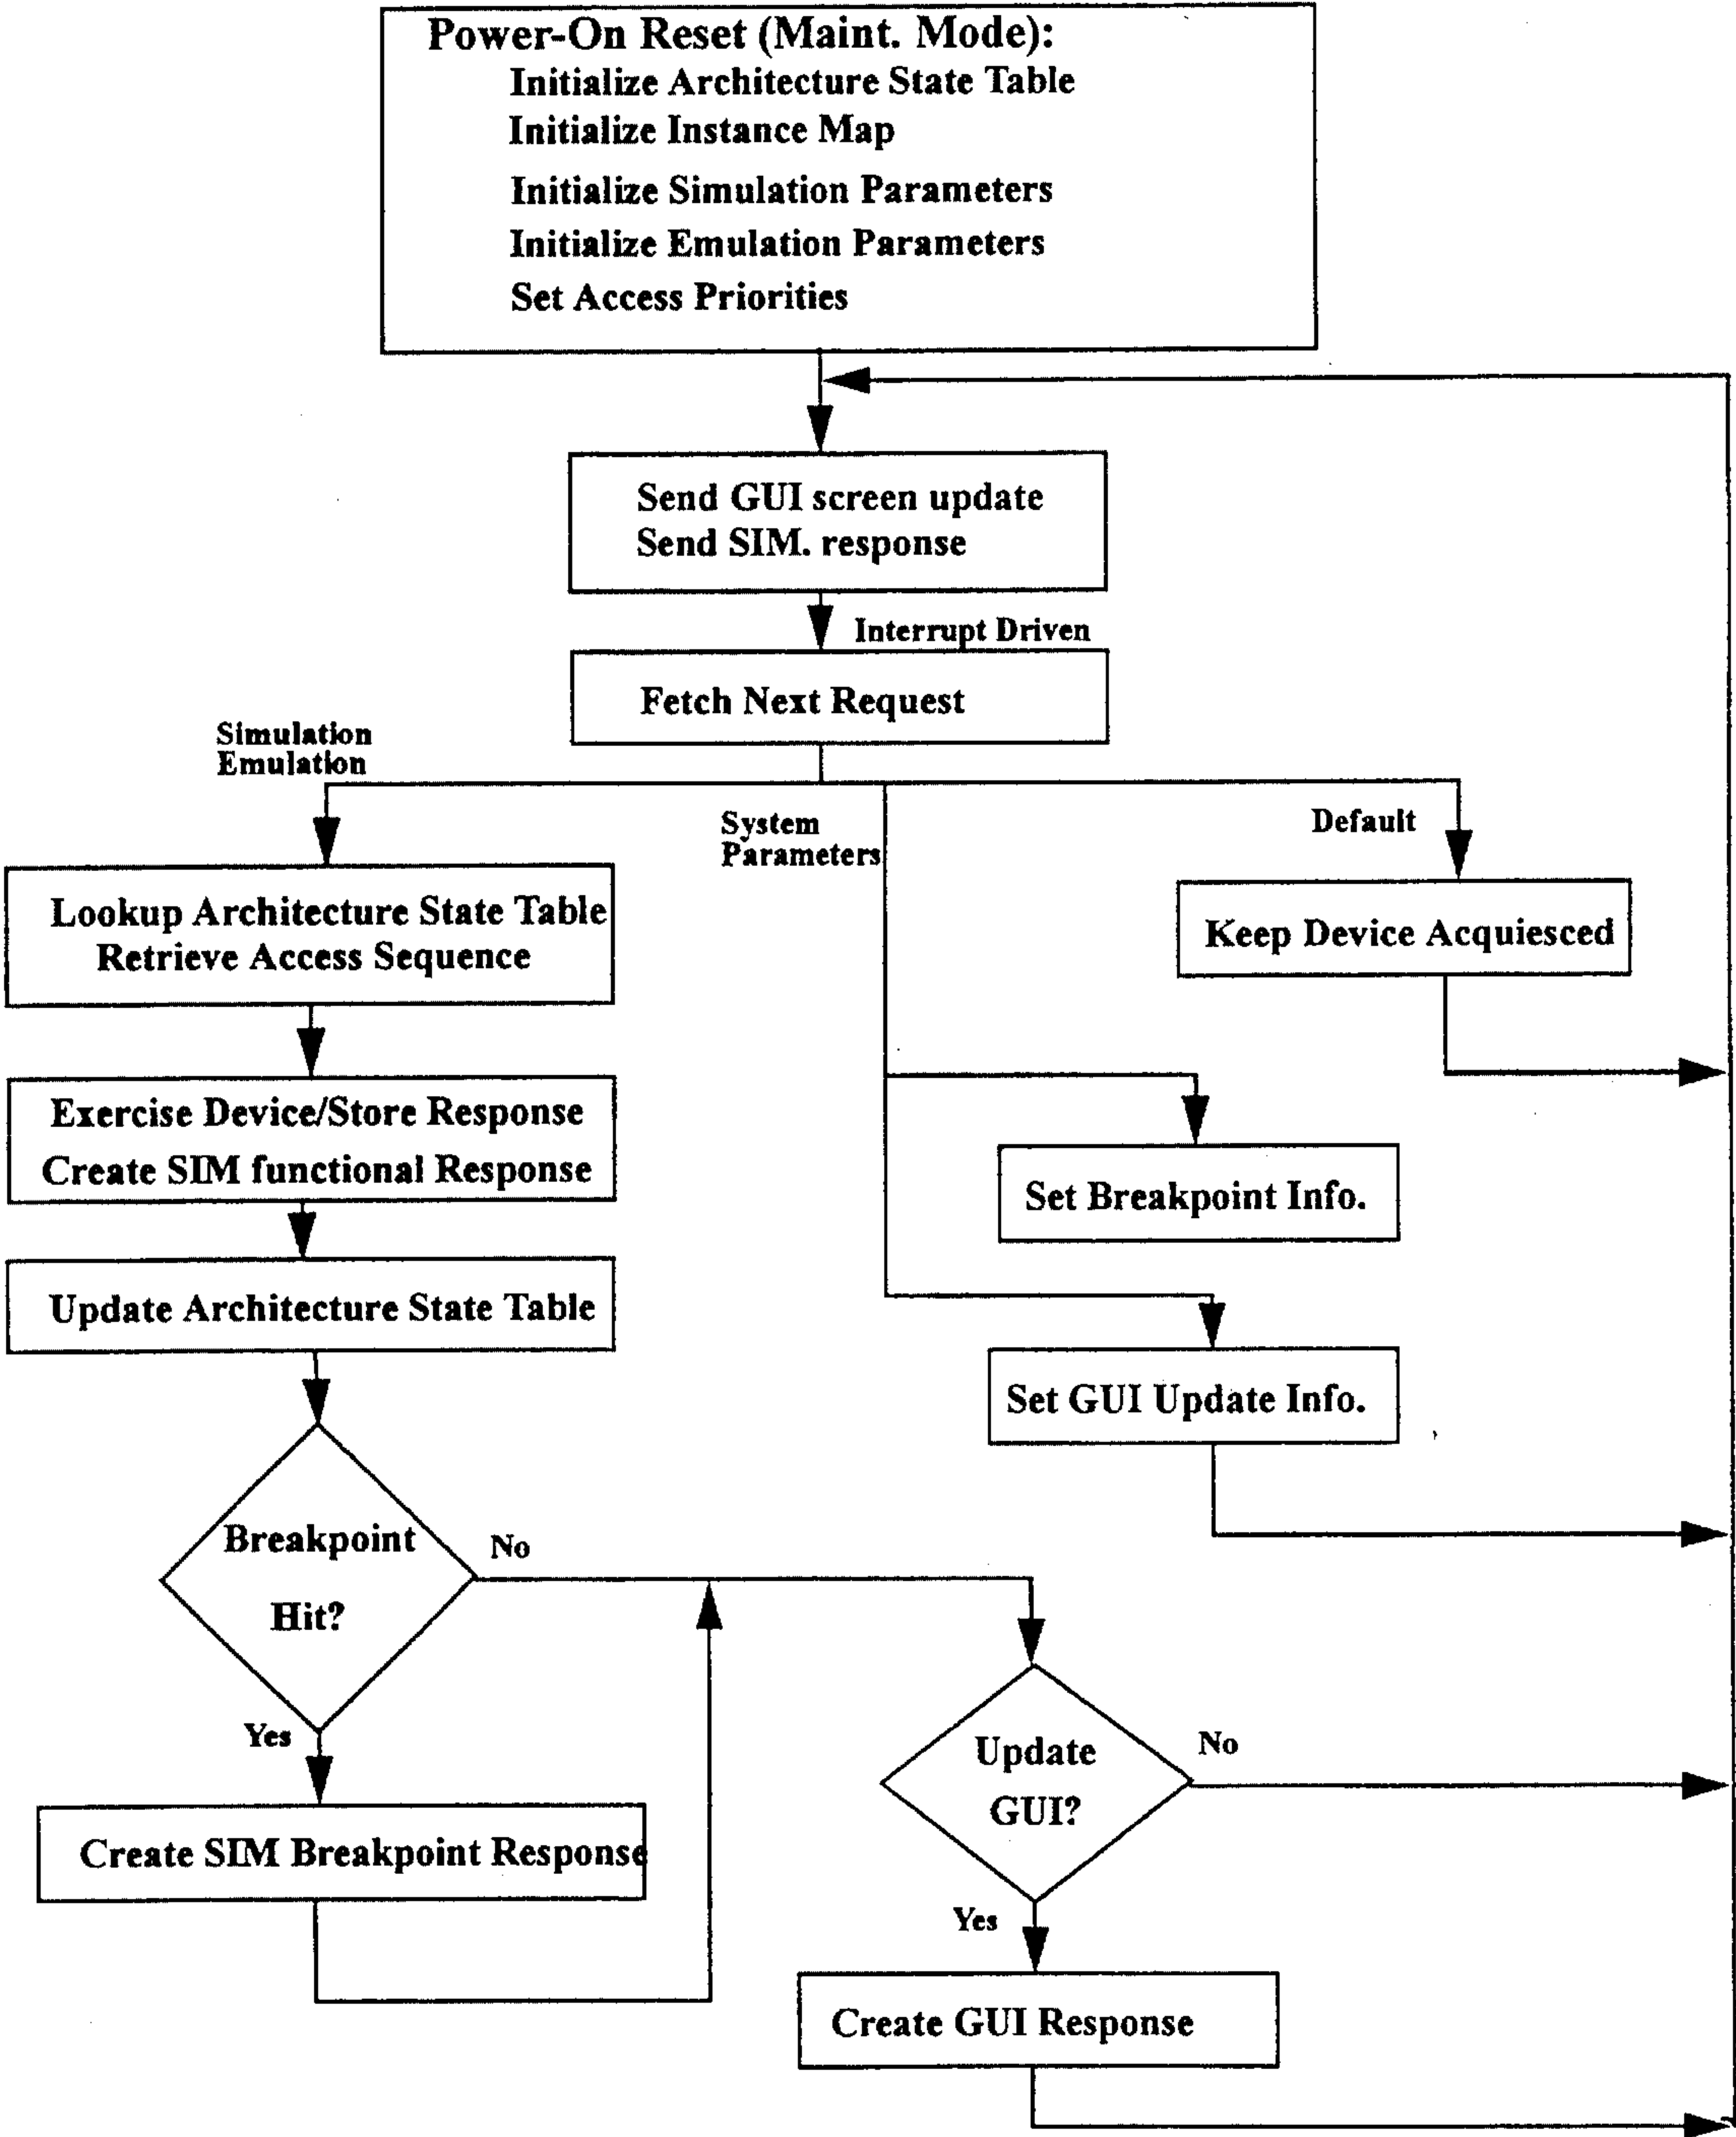 Power-On Reset (Maint. Mode):
Initialize Architecture State Table
Initialize Instance Map
Initialize Simulation Parameters
Initialize Emulation Parameters
Set Access Priorities
Send GUI screen update
Send SIM. response
Interrupt Driven
Fetch Next Request
Simulation
Emulation
System
Parameters
Default
Lookup Architecture State Table
Retrieve Access Sequence
Keep Device Acquiesced
Exercise Device/Store Response
Create SIM functional Response
Set Breakpoint Info.
Update Architecture State Table
Set GUI Update Info.
Breakpoint
Hit?
No
Yes
Update
GUI?
No
Create SIM Breakpoint Response
Yes
Create GUI Response